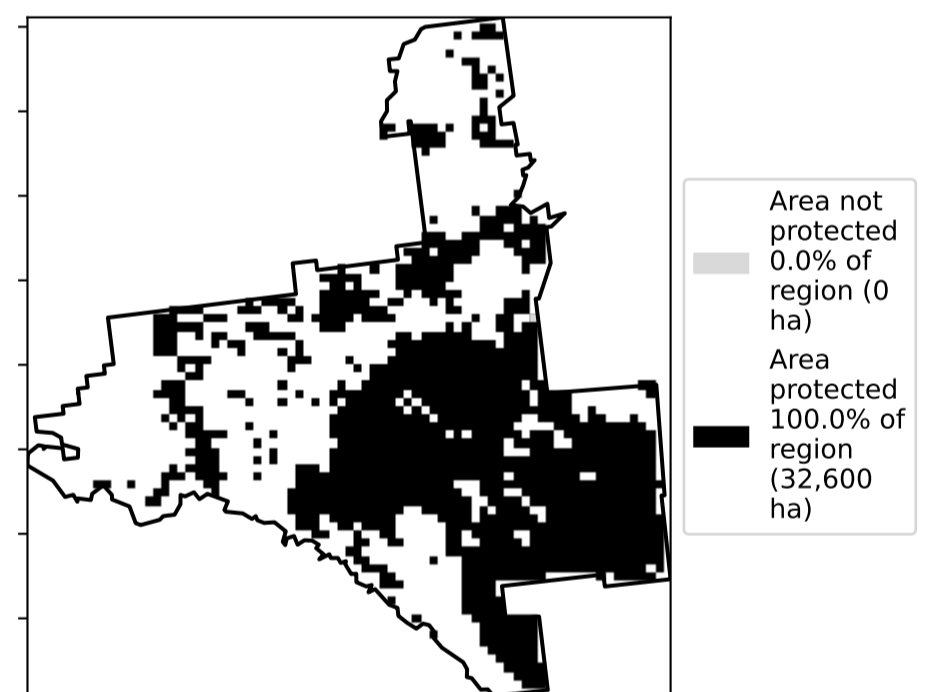 Area not
protected
0.0% of
region (0
ha)
Area
protected
100.0% of
region
(32,600
ha)